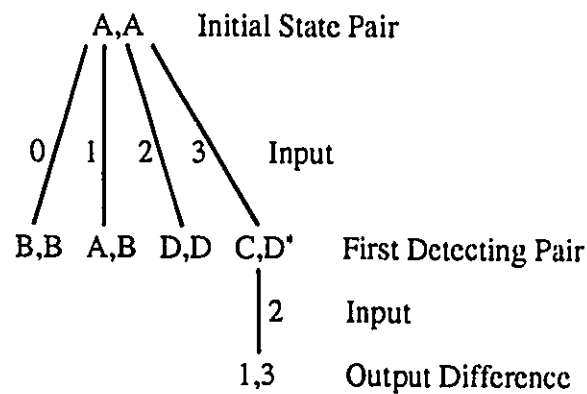 A,A Initial State Pair
0 1 2 3 Input
B,B A,B D,D C,D* First Detecting Pair
2 Input
1,3 Output Difference